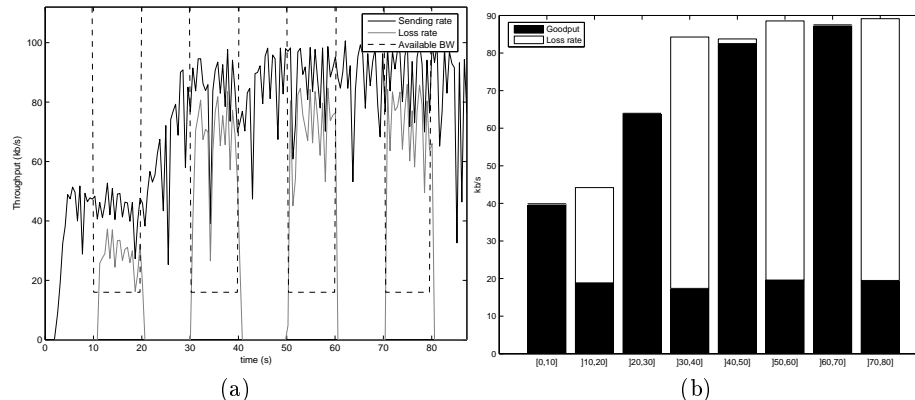 Sending rate
Loss rate
Available BW
Throughput (kb/s)
100
80
60
40
20
0
0 10 20 30 40 50 60 70 80
time (s)
(a)
Goodput
Loss rate
kb/s
90
80
70
60
50
40
30
20
10
0
[0,10] ]10,20] ]20,30] ]30,40] ]40,50] ]50,60] ]60,70] ]70,80]
(b)